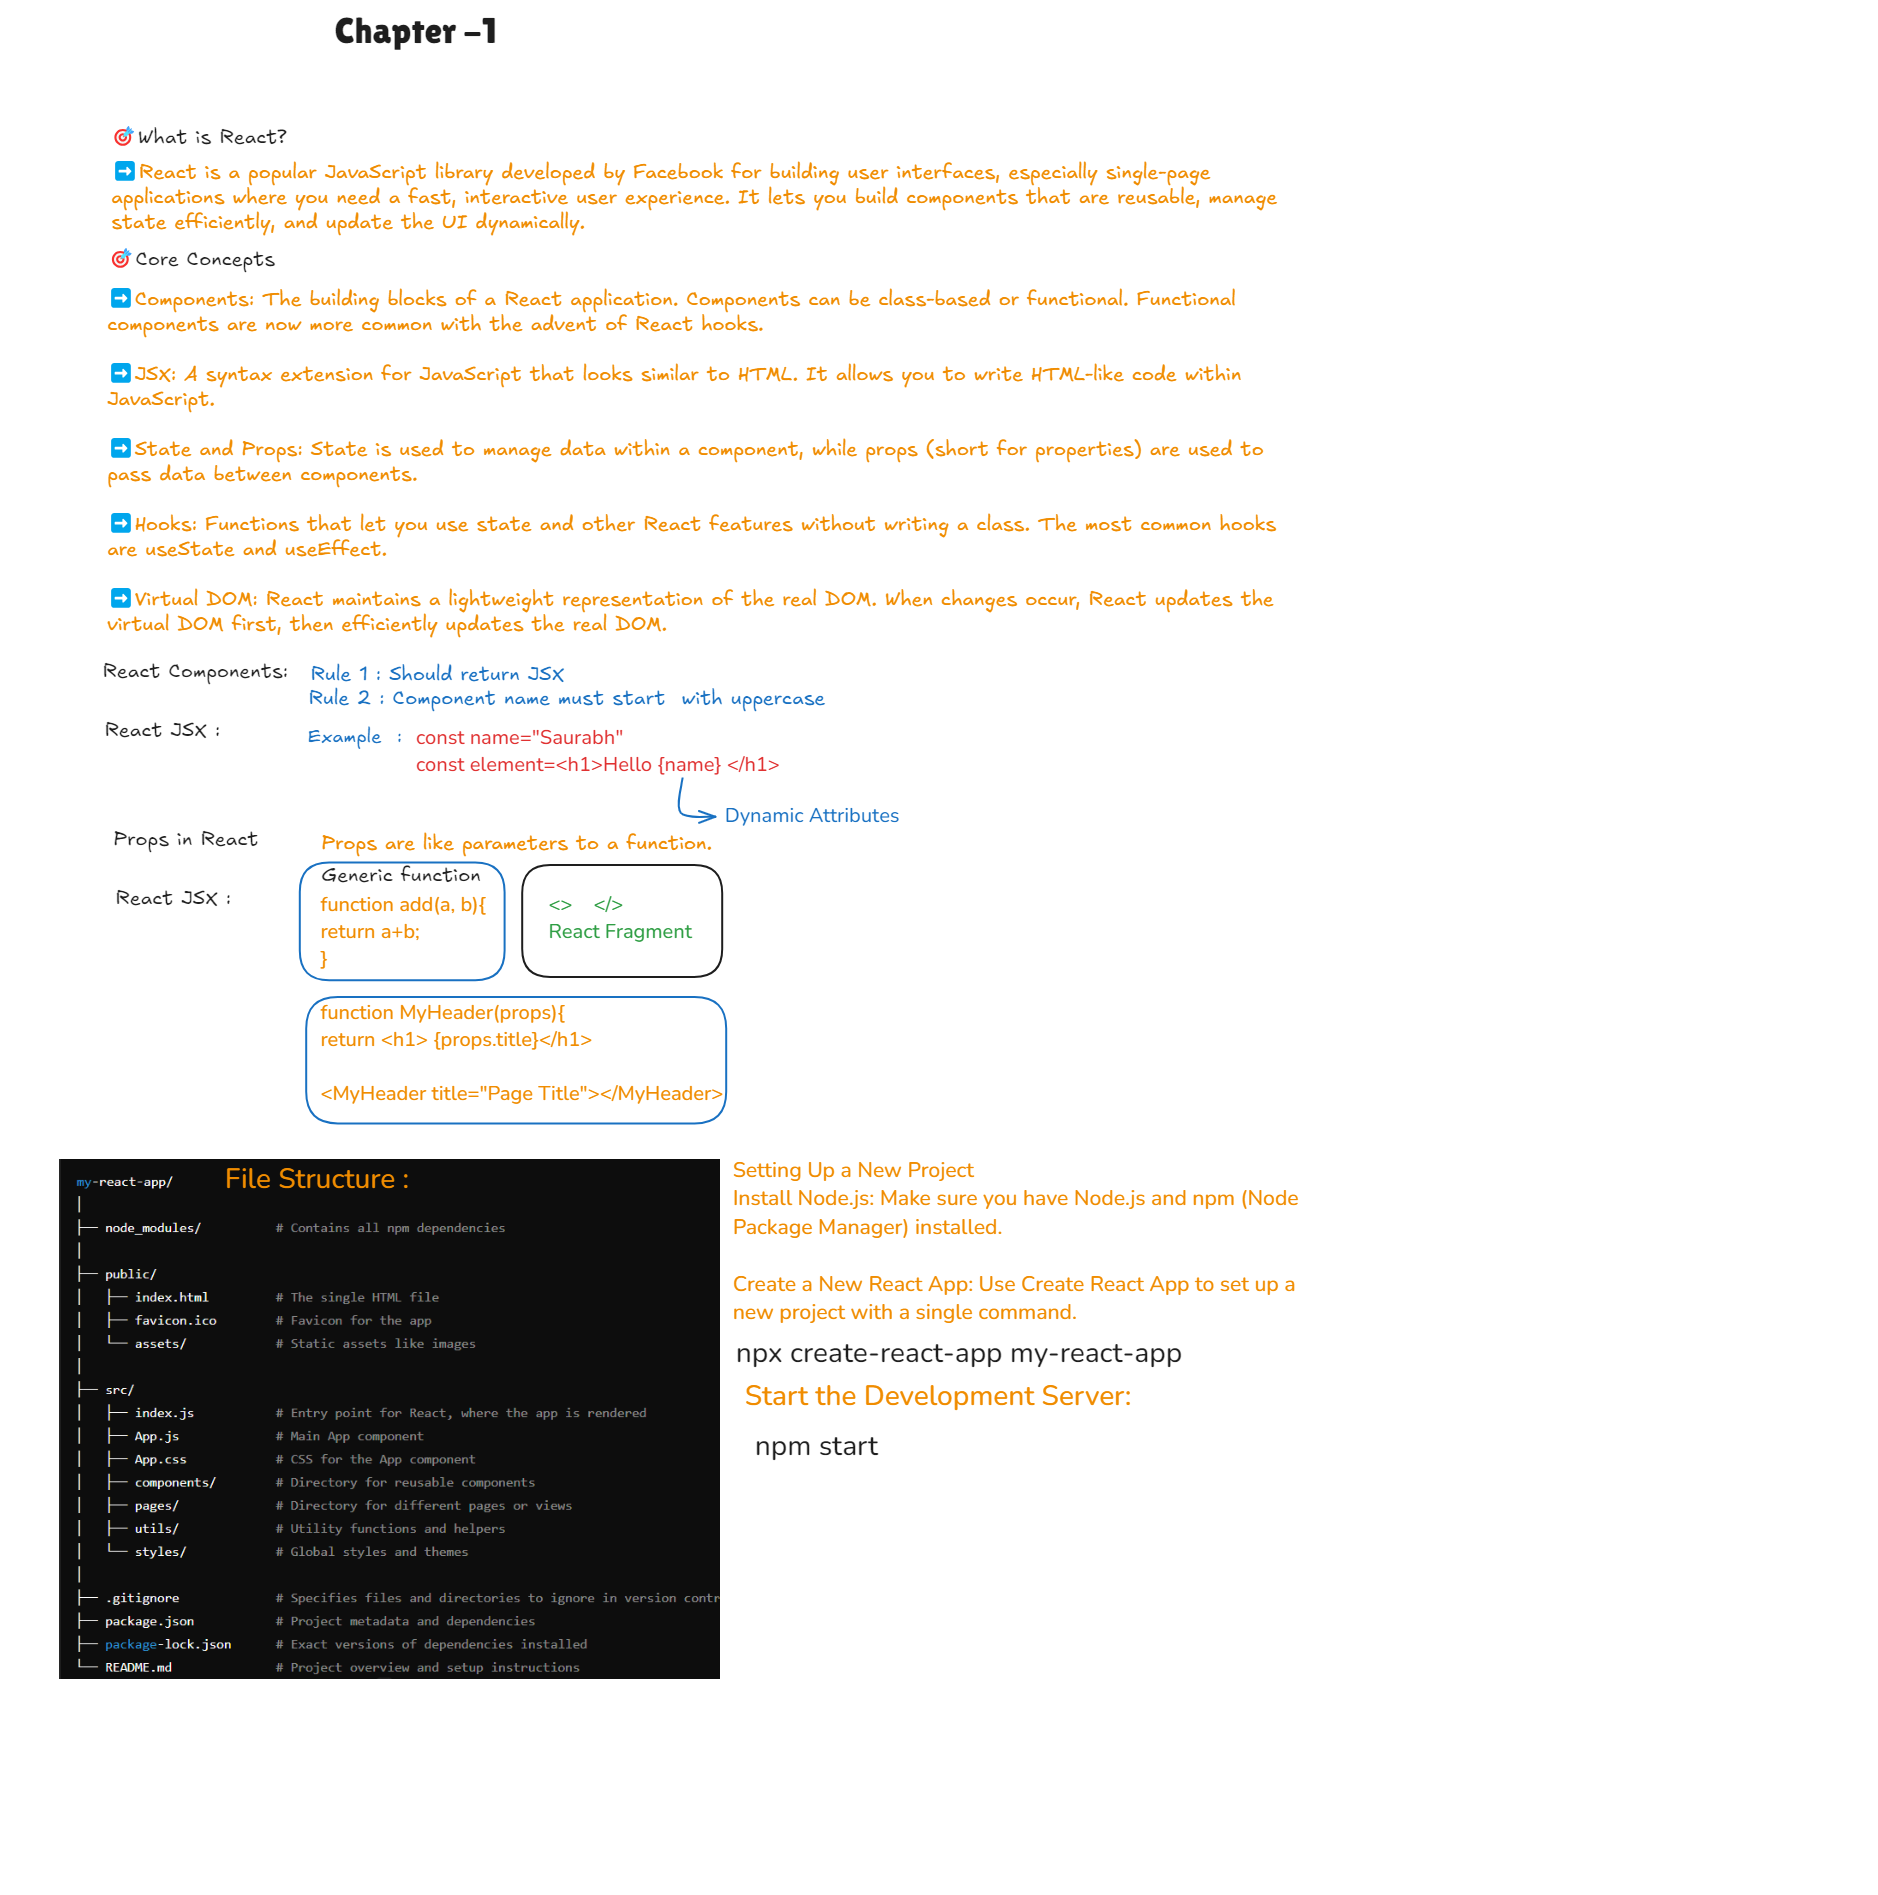 Chapter -1
🎯What is React?
➡️React is a popular JavaScript library developed by Facebook for building user interfaces, especially single-page
applications where you need a fast, interactive user experience. It lets you build components that are reusable, manage
state efficiently, and update the UI dynamically.
🎯Core Concepts
➡️Components: The building blocks of a React application. Components can be class-based or functional. Functional
components are now more common with the advent of React hooks.
➡️JSX: A syntax extension for JavaScript that looks similar to HTML. It allows you to write HTML-like code within
JavaScript.
➡️State and Props: State is used to manage data within a component, while props (short for properties) are used to
pass data between components.
➡️Hooks: Functions that let you use state and other React features without writing a class. The most common hooks
are useState and useEffect.
➡️Virtual DOM: React maintains a lightweight representation of the real DOM. When changes occur, React updates the
virtual DOM first, then efficiently updates the real DOM.
React Components:
Rule 1 : Should return JSX
Rule 2 : Component name must start  with uppercase
React JSX :
Example  :
const name="Saurabh"
const element=<h1>Hello {name} </h1>
Dynamic Attributes
Props in React
Props are like parameters to a function.
React JSX :
Generic function
function add(a, b){
return a+b;
}
<>    </>
React Fragment
function MyHeader(props){
return <h1> {props.title}</h1>
<MyHeader title="Page Title"></MyHeader>
File Structure :
my-react-app/
│
├── node_modules/          # Contains all npm dependencies
│
├── public/
│   ├── index.html         # The single HTML file
│   ├── favicon.ico        # Favicon for the app
│   └── assets/            # Static assets like images
│
├── src/
│   ├── index.js           # Entry point for React, where the app is rendered
│   ├── App.js             # Main App component
│   ├── App.css            # CSS for the App component
│   ├── components/        # Directory for reusable components
│   ├── pages/             # Directory for different pages or views
│   ├── utils/             # Utility functions and helpers
│   └── styles/            # Global styles and themes
│
├── .gitignore             # Specifies files and directories to ignore in version contr
├── package.json           # Project metadata and dependencies
├── package-lock.json      # Exact versions of dependencies installed
└── README.md              # Project overview and setup instructions
Setting Up a New Project
Install Node.js: Make sure you have Node.js and npm (Node
Package Manager) installed.
Create a New React App: Use Create React App to set up a
new project with a single command.
npx create-react-app my-react-app
Start the Development Server:
npm start